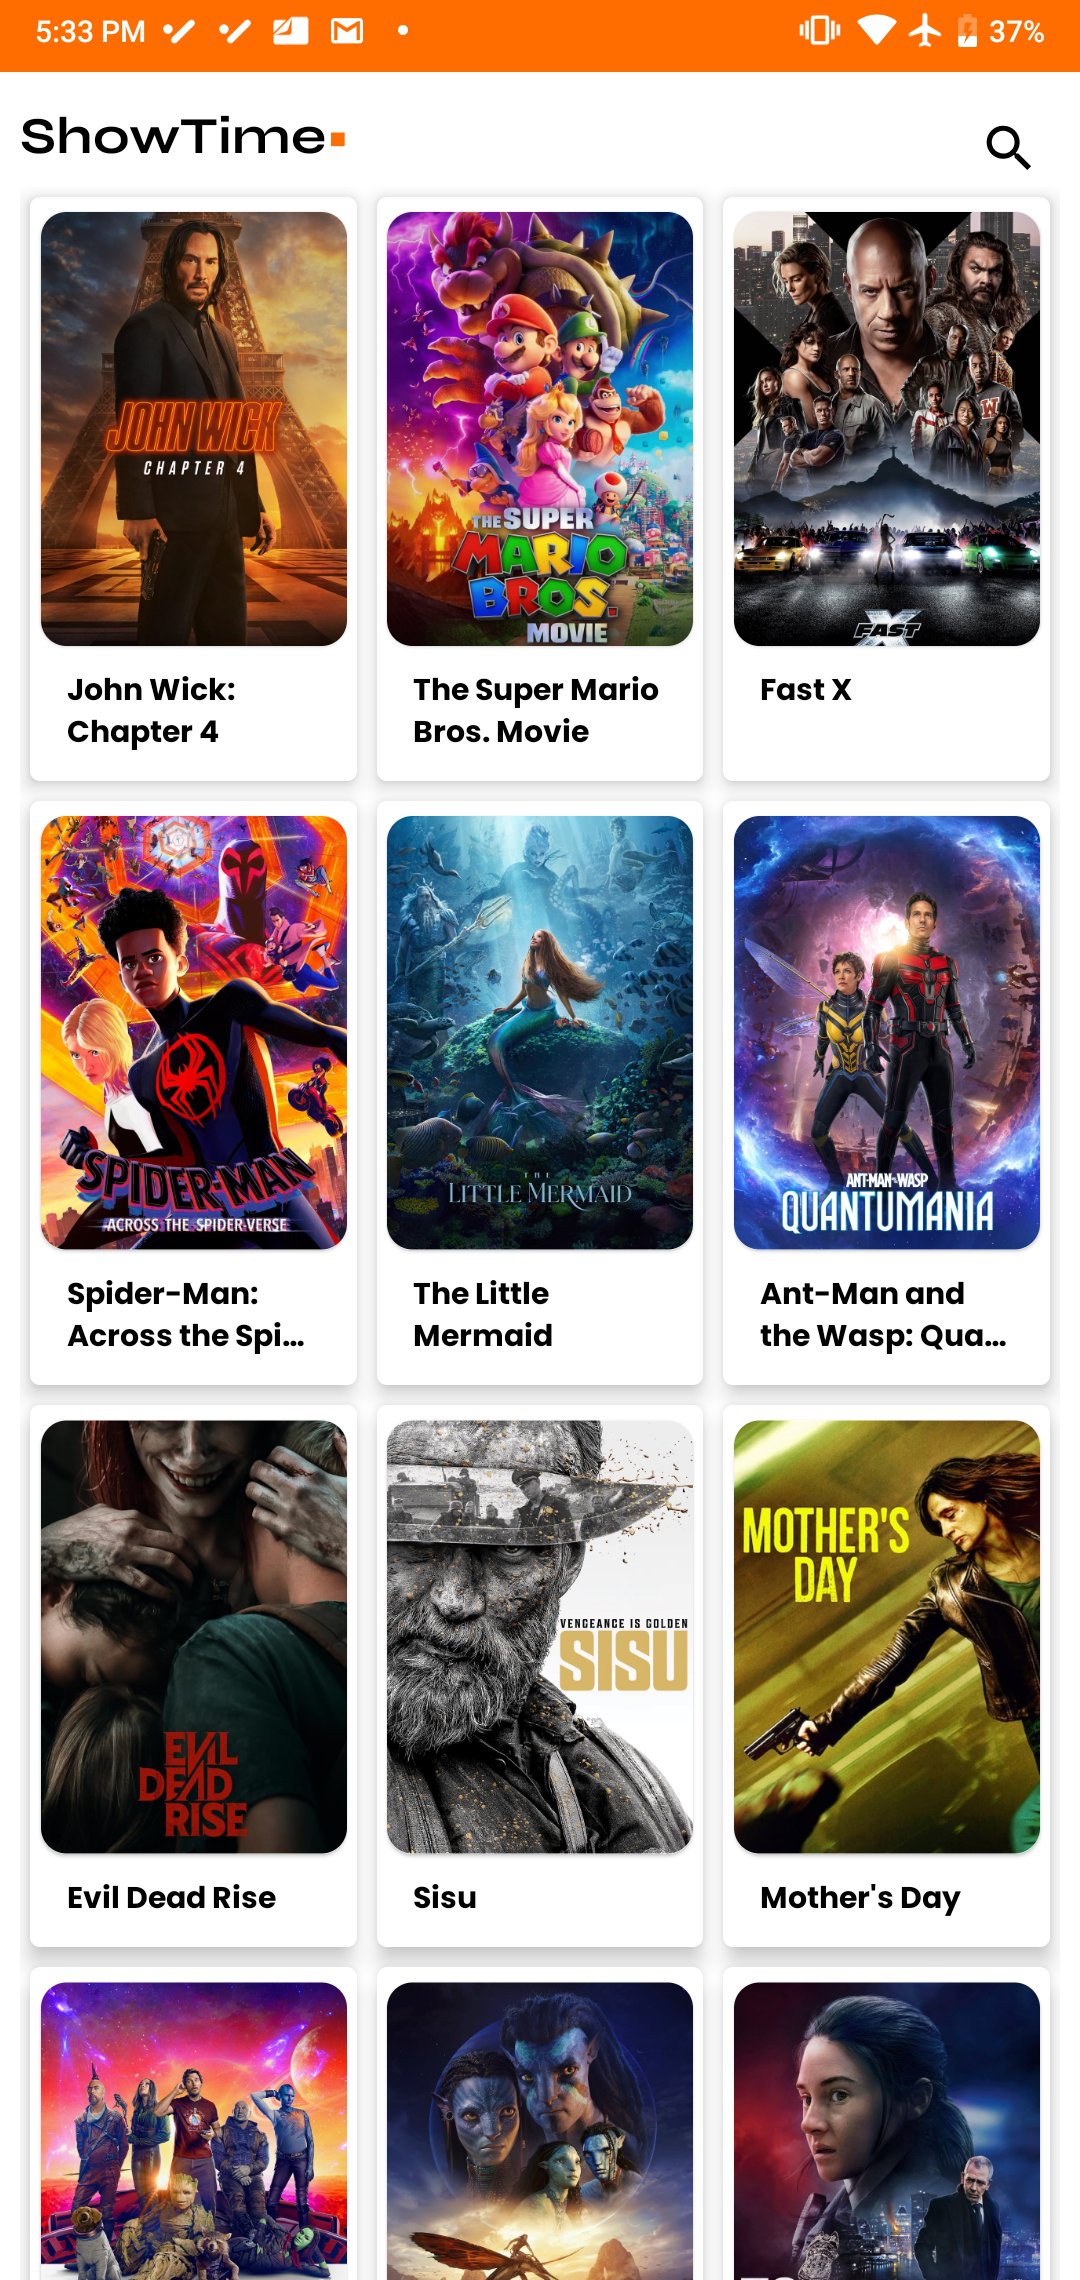 5:33 PM
37%
ShowTime
JOHN WICK
CHAPTER 4
THE SUPER
MARIO
BROS.
MOVIE
W
FAST
X
John Wick:
Chapter 4
The Super Mario
Bros. Movie
Fast X
SPIDER-MAN
ACROSS THE SPIDER-VERSE
THE
LITTLE MERMAID
ANT-MAN AND THE WASP
QUANTUMANIA
Spider-Man:
Across the Spi...
The Little
Mermaid
Ant-Man and
the Wasp: Qua...
EVIL
DEAD
RISE
VENGEANCE IS GOLDEN
SISU
MOTHER'S
DAY
Evil Dead Rise
Sisu
Mother's Day